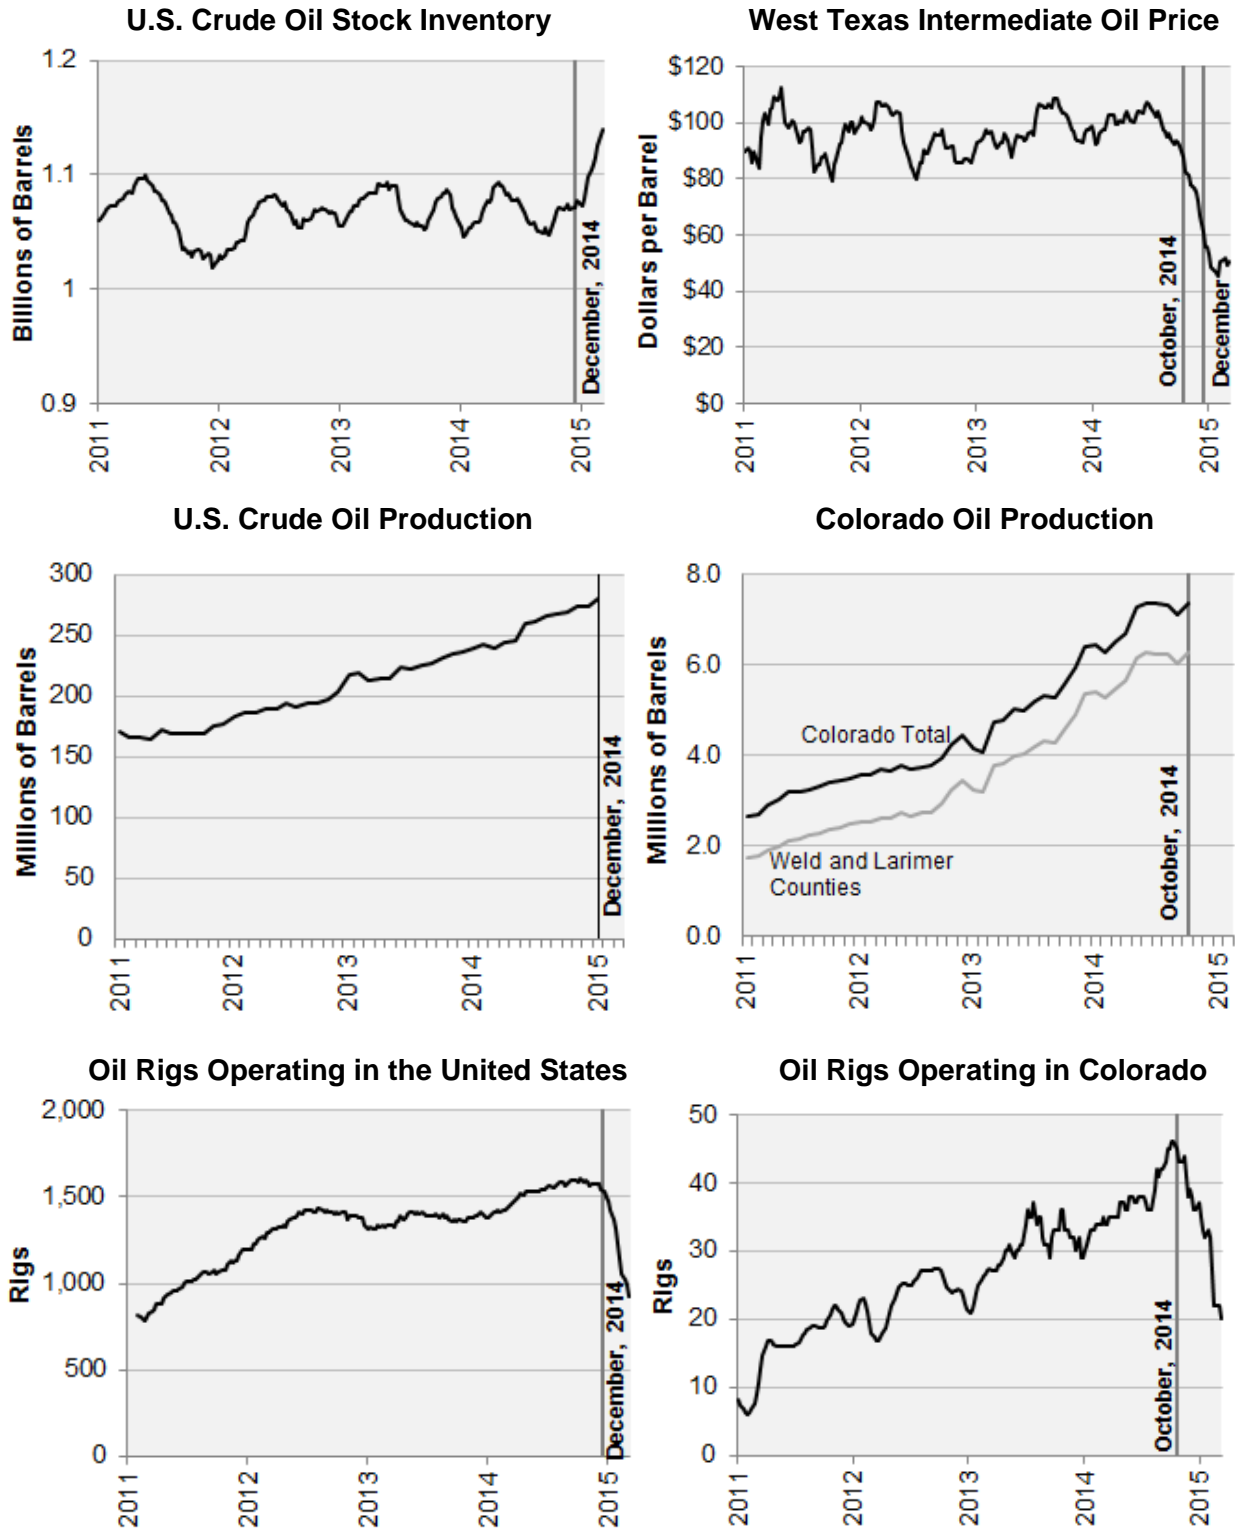 U.S. Crude Oil Stock Inventory
1.2
1.1
1
0.9
Billions of Barrels
December, 2014
2011
2012
2013
2014
2015
West Texas Intermediate Oil Price
$120
$100
$80
$60
$40
$20
$0
Dollars per Barrel
October, 2014
December
2011
2012
2013
2014
2015
U.S. Crude Oil Production
300
250
200
150
100
50
0
Millions of Barrels
December, 2014
2011
2012
2013
2014
2015
Colorado Oil Production
8.0
6.0
4.0
2.0
0.0
Millions of Barrels
Colorado Total
Weld and Larimer
Counties
October, 2014
2011
2012
2013
2014
2015
Oil Rigs Operating in the United States
2,000
1,500
1,000
500
0
Rigs
December, 2014
2011
2012
2013
2014
2015
Oil Rigs Operating in Colorado
50
40
30
20
10
0
Rigs
October, 2014
2011
2012
2013
2014
2015